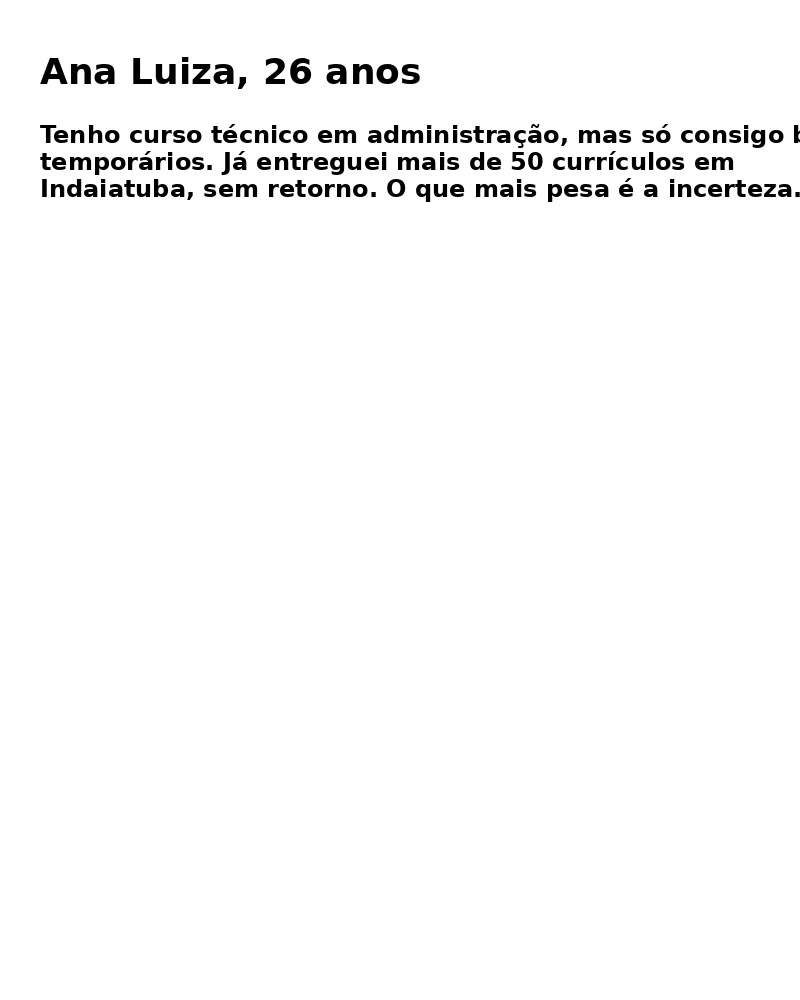 Ana Luiza, 26 anos
Tenho curso técnico em administração, mas só consigo
temporários. Já entreguei mais de 50 currículos em
Indaiatuba, sem retorno. O que mais pesa é a incerteza.